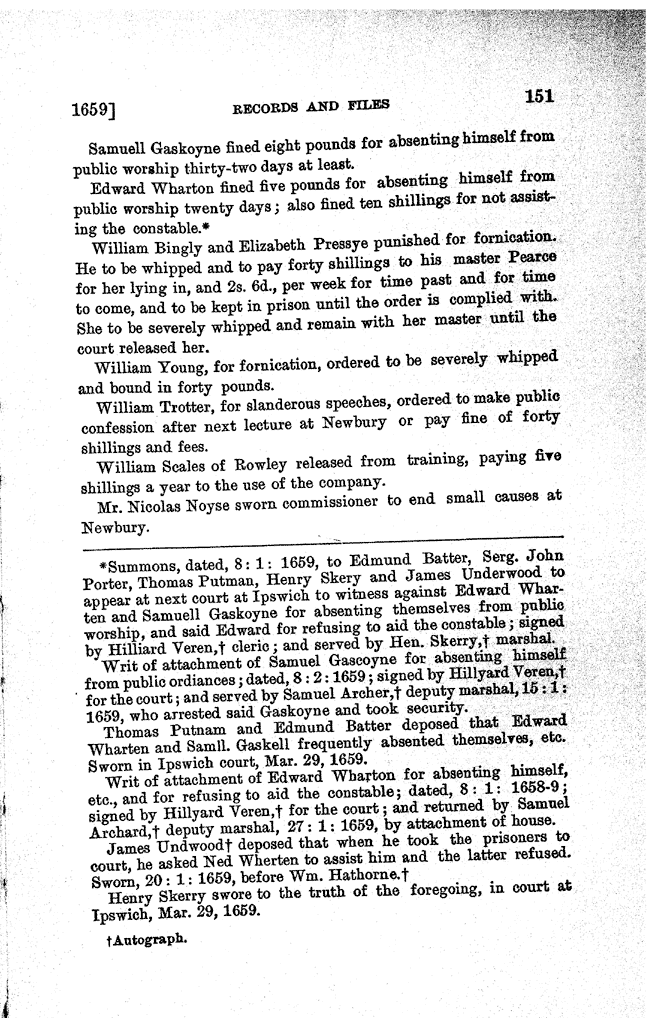 1659] RECORDS AND FILES 151
Samuell Gaskoyne fined eight pounds for absenting himself from
public worship thirty-two days at least.
Edward Wharton fined five pounds for absenting himself from
public worship twenty days; also fined ten shillings for not assist-
ing the constable.*
William Bingly and Elizabeth Pressye punished for fornication.
He to be whipped and to pay forty shillings to his master Pearce
for her lying in, and 2s. 6d., per week for time past and for time
to come, and to be kept in prison until the order is complied with.
She to be severely whipped and remain with her master until the
court released her.
William Young, for fornication, ordered to be severely whipped
and bound in forty pounds.
William Trotter, for slanderous speeches, ordered to make public
confession after next lecture at Newbury or pay fine of forty
shillings and fees.
William Scales of Rowley released from training, paying five
shillings a year to the use of the company.
Mr. Nicolas Noyse sworn commissioner to end small causes at
Newbury.
*Summons, dated, 8: 1: 1659, to Edmund Batter, Serg. John
Porter, Thomas Putman, Henry Skery and James Underwood to
appear at next court at Ipswich to witness against Edward Whar-
ten and Samuell Gaskoyne for absenting themselves from public
worship, and said Edward for refusing to aid the constable; signed
by Hilliard Veren,† cleric; and served by Hen. Skerry,† marshal.
Writ of attachment of Samuel Gascoyne for absenting himself
from public ordiances; dated, 8: 2: 1659; signed by Hillyard Veren,†
for the court; and served by Samuel Archer,† deputy marshal, 15: 1:
1659, who arrested said Gaskoyne and took security.
Thomas Putnam and Edmund Batter deposed that Edward
Wharten and Samll. Gaskell frequently absented themselves, etc.
Sworn in Ipswich court, Mar. 29, 1659.
Writ of attachment of Edward Wharton for absenting himself,
etc., and for refusing to aid the constable; dated, 8: 1: 1658-9;
signed by Hillyard Veren,† for the court; and returned by Samuel
Archard,† deputy marshal, 27: 1: 1659, by attachment of house.
James Undwood† deposed that when he took the prisoners to
court, he asked Ned Wherten to assist him and the latter refused.
Sworn, 20: 1: 1659, before Wm. Hathorne.†
Henry Skerry swore to the truth of the foregoing, in court at
Ipswich, Mar. 29, 1659.
†Autograph.